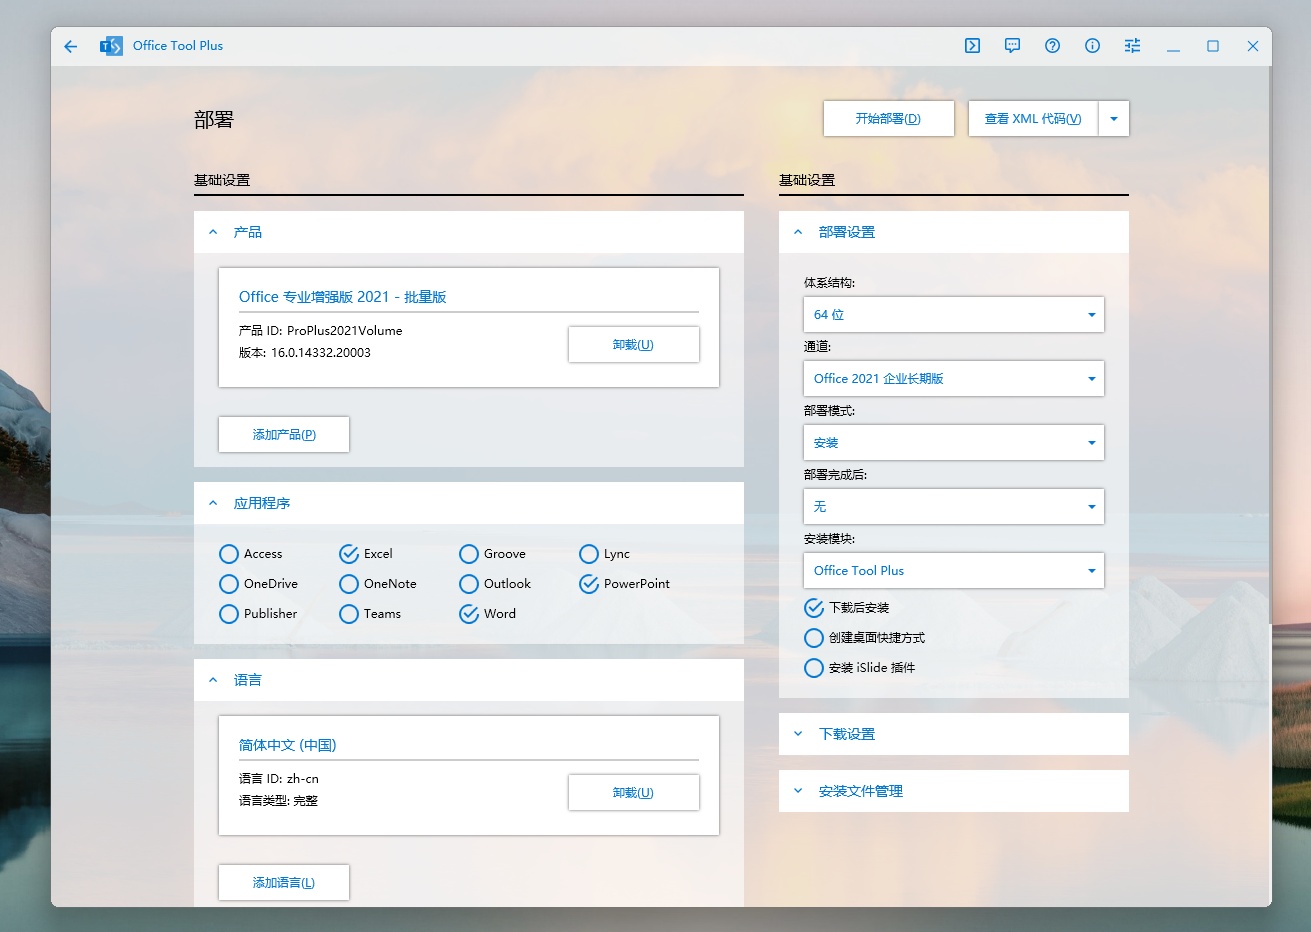 Office Tool Plus
部署
开始部署(D)
查看 XML 代码(V)
基础设置
产品
Office 专业增强版 2021 - 批量版
产品 ID: ProPlus2021Volume
版本: 16.0.14332.20003
卸载(U)
添加产品(P)
应用程序
Access
Excel
Groove
Lync
OneDrive
OneNote
Outlook
PowerPoint
Publisher
Teams
Word
语言
简体中文 (中国)
语言 ID: zh-cn
语言类型: 完整
卸载(U)
添加语言(L)
基础设置
部署设置
体系结构:
64 位
通道:
Office 2021 企业长期版
部署模式:
安装
部署完成后:
无
安装模块:
Office Tool Plus
下载后安装
创建桌面快捷方式
安装 iSlide 插件
下载设置
安装文件管理